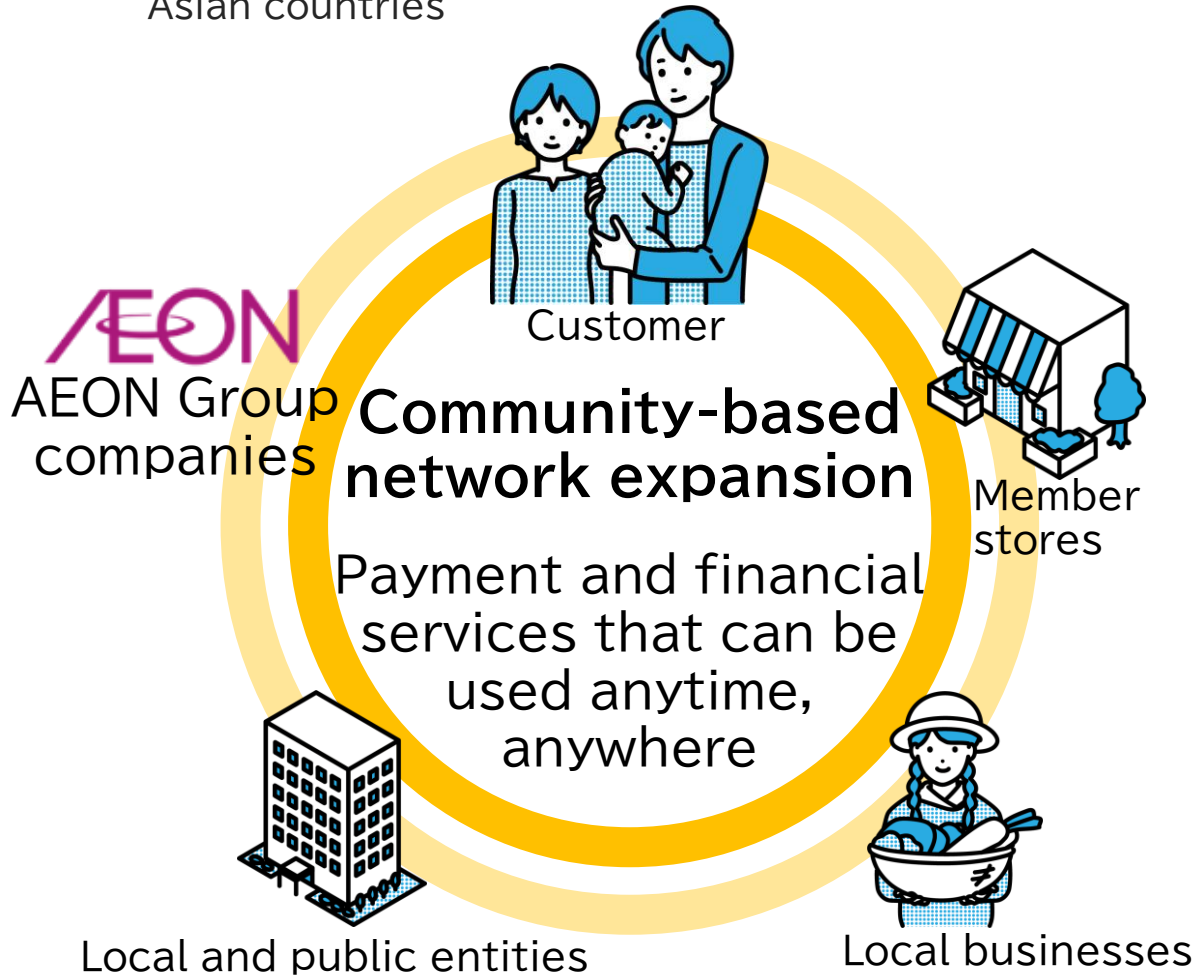 Asian countries
Customer
ÆON
AEON Group
companies
Community-based
network expansion
Member
stores
Payment and financial
services that can be
used anytime,
anywhere
Local and public entities
Local businesses